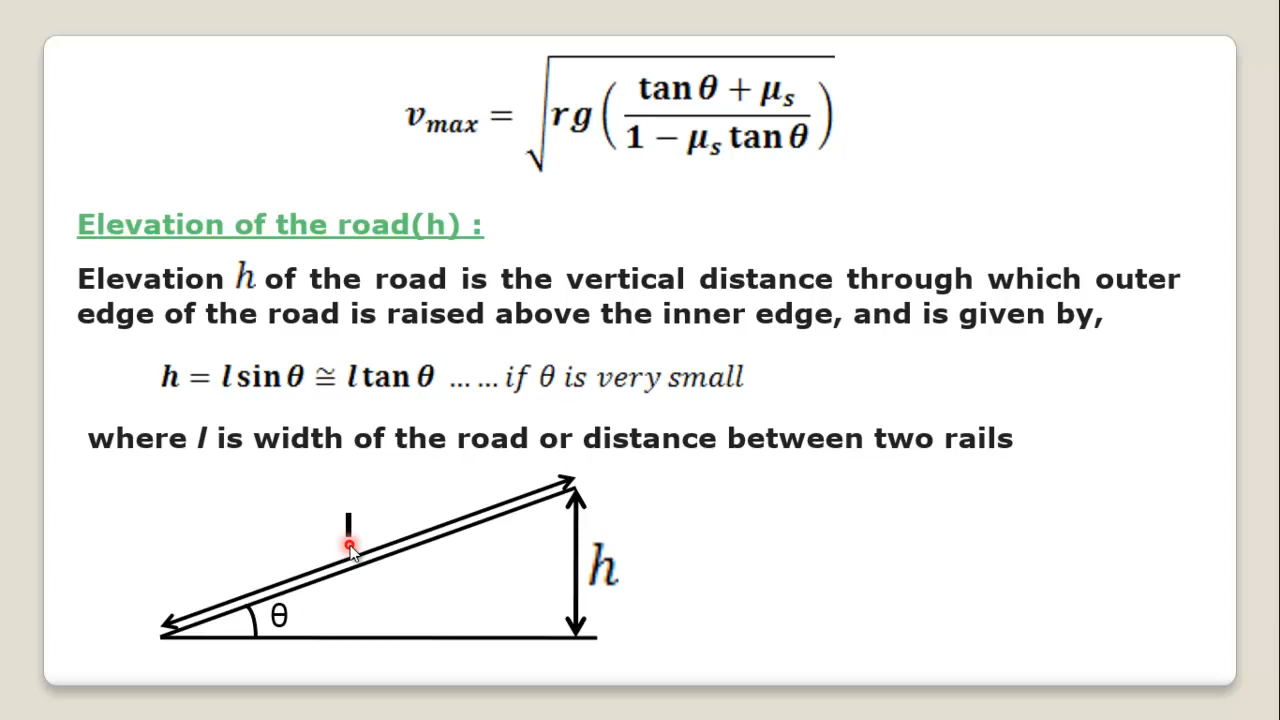 v_max = √(rg((tan θ + μ_s)/(1 − μ_s tan θ)))
Elevation of the road(h) :
Elevation h of the road is the vertical distance through which outer
edge of the road is raised above the inner edge, and is given by,
h = l sin θ ≅ l tan θ … … if θ is very small
where l is width of the road or distance between two rails
l
h
θ